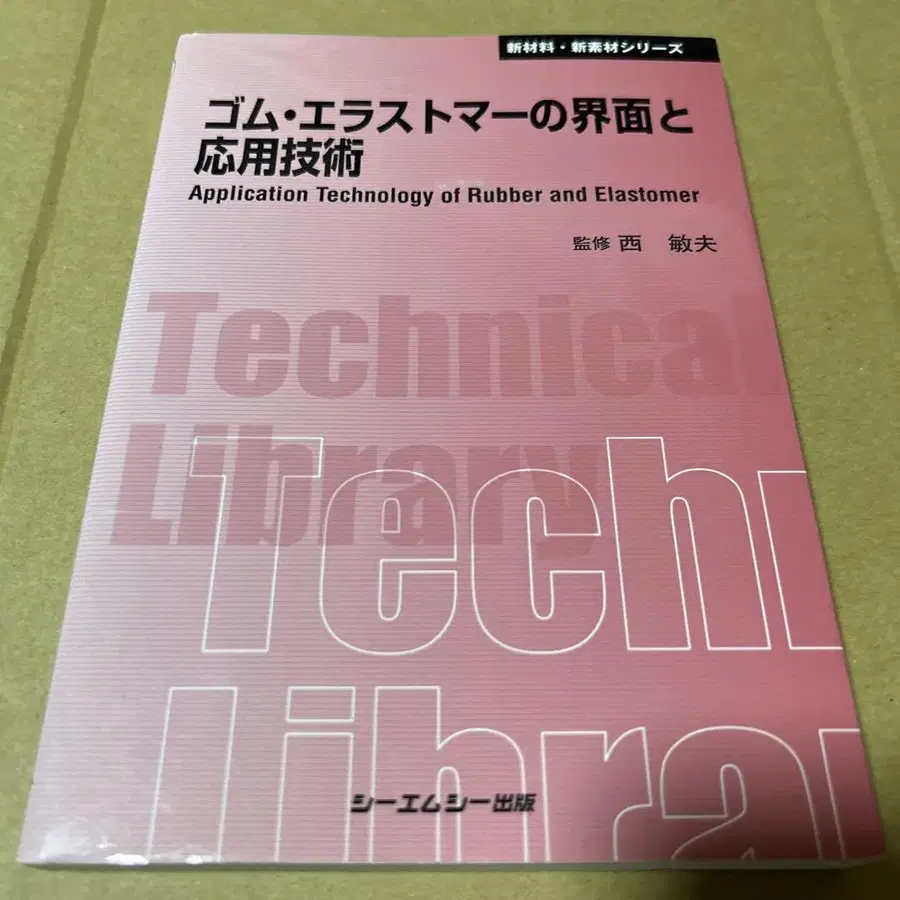 新材料・新素材シリーズ
ゴム・エラストマーの界面と
応用技術
Application Technology of Rubber and Elastomer
監修 西 敏夫
Technical
Library
Techn
Library
シーエムシー出版